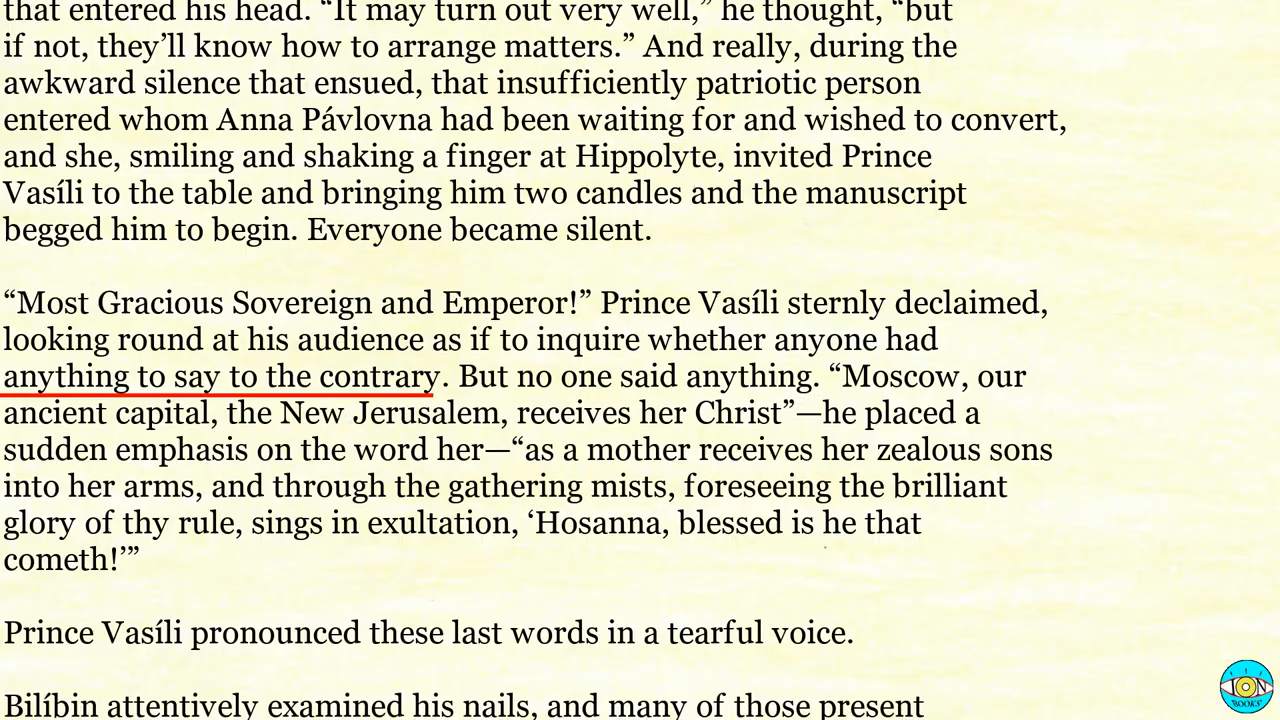 that entered his head. “It may turn out very well,” he thought, “but
if not, they’ll know how to arrange matters.” And really, during the
awkward silence that ensued, that insufficiently patriotic person
entered whom Anna Pávlovna had been waiting for and wished to convert,
and she, smiling and shaking a finger at Hippolyte, invited Prince
Vasíli to the table and bringing him two candles and the manuscript
begged him to begin. Everyone became silent.
“Most Gracious Sovereign and Emperor!” Prince Vasíli sternly declaimed,
looking round at his audience as if to inquire whether anyone had
anything to say to the contrary. But no one said anything. “Moscow, our
ancient capital, the New Jerusalem, receives her Christ”—he placed a
sudden emphasis on the word her—“as a mother receives her zealous sons
into her arms, and through the gathering mists, foreseeing the brilliant
glory of thy rule, sings in exultation, ‘Hosanna, blessed is he that
cometh!’”
Prince Vasíli pronounced these last words in a tearful voice.
Bilíbin attentively examined his nails, and many of those present
ION
BOOKS